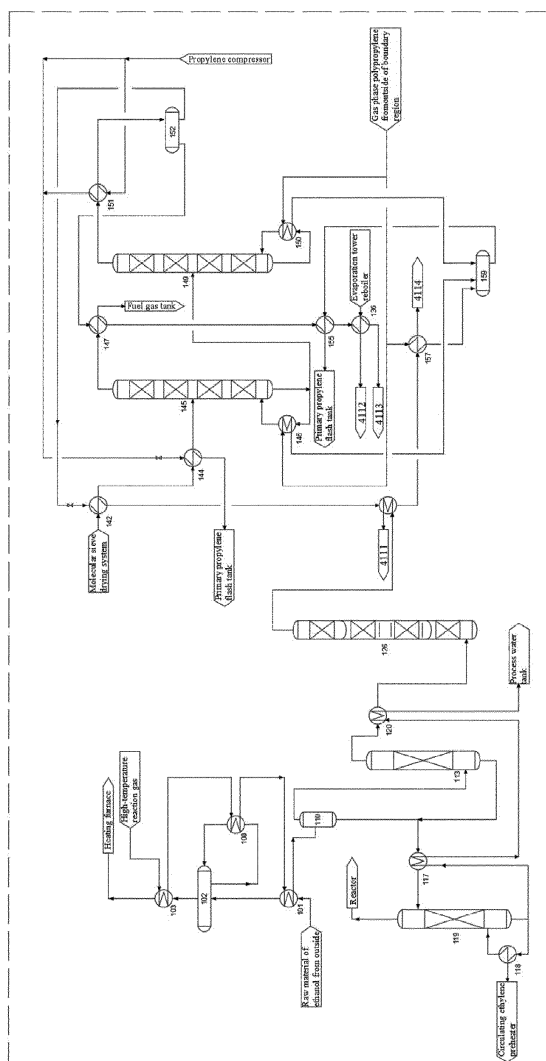 Propylene compressor
Gas phase polypropylene
fromoutside of boundary
region
152
151
150
149
Fuel gas tank
147
Evaporation tower
reboiler
136
155
159
4114
157
145
146
Primary propylene
flash tank
4112
4113
144
142
Molecular sieve
drying system
Primary propylene
flash tank
4111
126
120
Process water
tank
113
110
High-temperature
reaction gas
Heating furnace
103
108
102
101
Raw material of
ethanol from outside
117
Reactor
119
118
Circulating ethylene
preheater